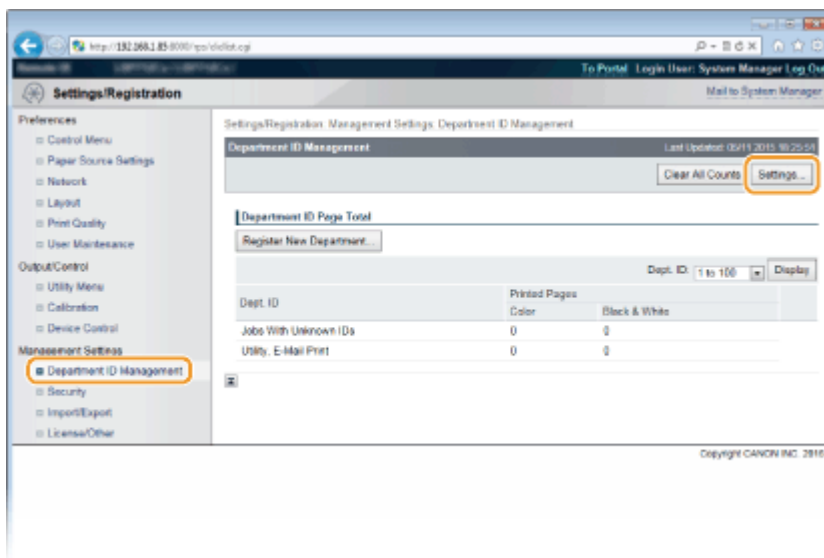 http://192.168.1.85:8000/rps/didlist.cgi
To Portal Login User: System Manager Log Ou
Settings/Registration
Mail to System Manager
Preferences
Control Menu
Paper Source Settings
Network
Layout
Print Quality
User Maintenance
Output/Control
Utility Menu
Calibration
Device Control
Management Settings
Department ID Management
Security
Import/Export
License/Other
Settings/Registration: Management Settings: Department ID Management
Department ID Management
Last Updated: 05/11 2015 18:25:51
Clear All Counts
Settings...
Department ID Page Total
Register New Department...
Dept. ID: 1 to 100 Display
Dept. ID
Printed Pages
Color Black & White
Jobs With Unknown IDs 0 0
Utility, E-Mail Print 0 0
Copyright CANON INC. 2015